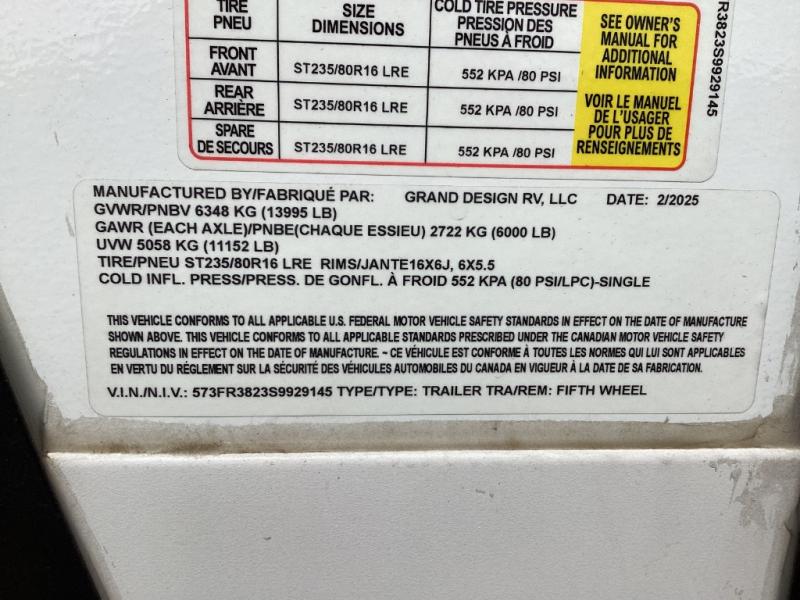 TIRE SIZE COLD TIRE PRESSURE
PNEU DIMENSIONS PRESSION DES
PNEUS À FROID
FRONT
AVANT ST235/80R16 LRE 552 KPA /80 PSI
REAR
ARRIÈRE ST235/80R16 LRE 552 KPA /80 PSI
SPARE
DE SECOURS ST235/80R16 LRE 552 KPA /80 PSI
SEE OWNER'S
MANUAL FOR
ADDITIONAL
INFORMATION
VOIR LE MANUEL
DE L'USAGER
POUR PLUS DE
RENSEIGNEMENTS
R3823S9929145
MANUFACTURED BY/FABRIQUÉ PAR: GRAND DESIGN RV, LLC DATE: 2/2025
GVWR/PNBV 6348 KG (13995 LB)
GAWR (EACH AXLE)/PNBE(CHAQUE ESSIEU) 2722 KG (6000 LB)
UVW 5058 KG (11152 LB)
TIRE/PNEU ST235/80R16 LRE RIMS/JANTE16X6J, 6X5.5
COLD INFL. PRESS/PRESS. DE GONFL. À FROID 552 KPA (80 PSI/LPC)-SINGLE
THIS VEHICLE CONFORMS TO ALL APPLICABLE U.S. FEDERAL MOTOR VEHICLE SAFETY STANDARDS IN EFFECT ON THE DATE OF MANUFACTURE
SHOWN ABOVE. THIS VEHICLE CONFORMS TO ALL APPLICABLE STANDARDS PRESCRIBED UNDER THE CANADIAN MOTOR VEHICLE SAFETY
REGULATIONS IN EFFECT ON THE DATE OF MANUFACTURE. ~ CE VÉHICULE EST CONFORME À TOUTES LES NORMES QUI LUI SONT APPLICABLES
EN VERTU DU RÉGLEMENT SUR LA SÉCURITÉ DES VÉHICULES AUTOMOBILES DU CANADA EN VIGUEUR À LA DATE DE SA FABRICATION.
V.I.N./N.I.V.: 573FR3823S9929145 TYPE/TYPE: TRAILER TRA/REM: FIFTH WHEEL